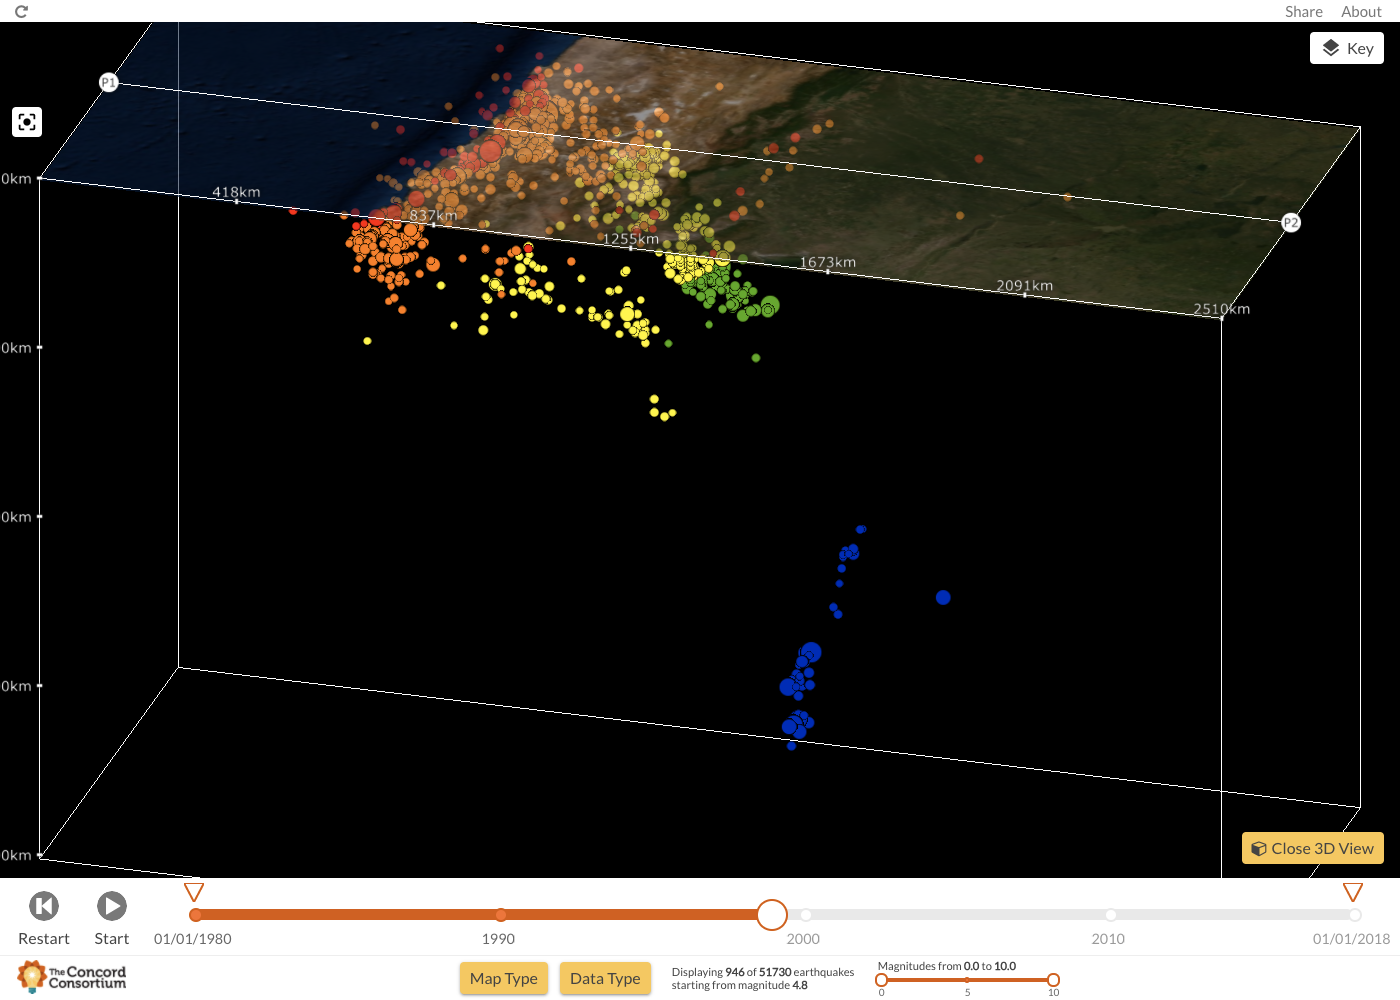 Share About
Key
P1
0km
418km
837km
1255km
1673km
2091km
2510km
P2
0km
0km
0km
0km
Close 3D View
Restart
Start
01/01/1980
1990
2000
2010
01/01/2018
The Concord
Consortium
Map Type
Data Type
Displaying 946 of 51730 earthquakes
starting from magnitude 4.8
Magnitudes from 0.0 to 10.0
0 5 10